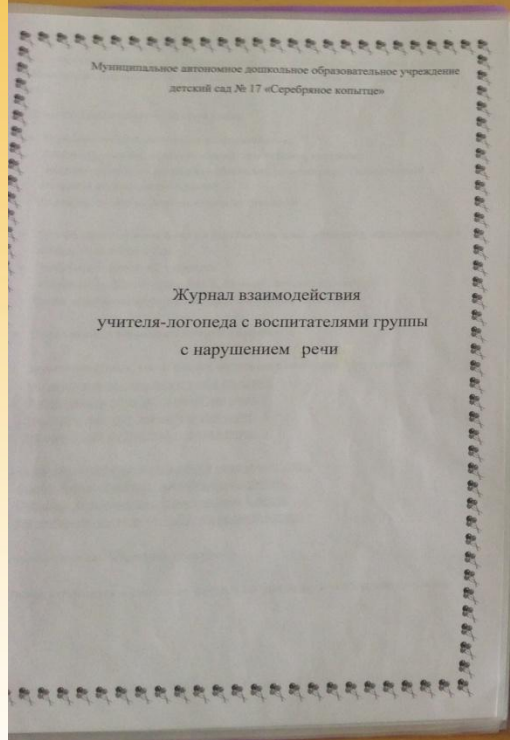 Муниципальное автономное дошкольное образовательное учреждение
детский сад № 17 «Серебряное копытце»
Журнал взаимодействия
учителя-логопеда с воспитателями группы
с нарушением речи